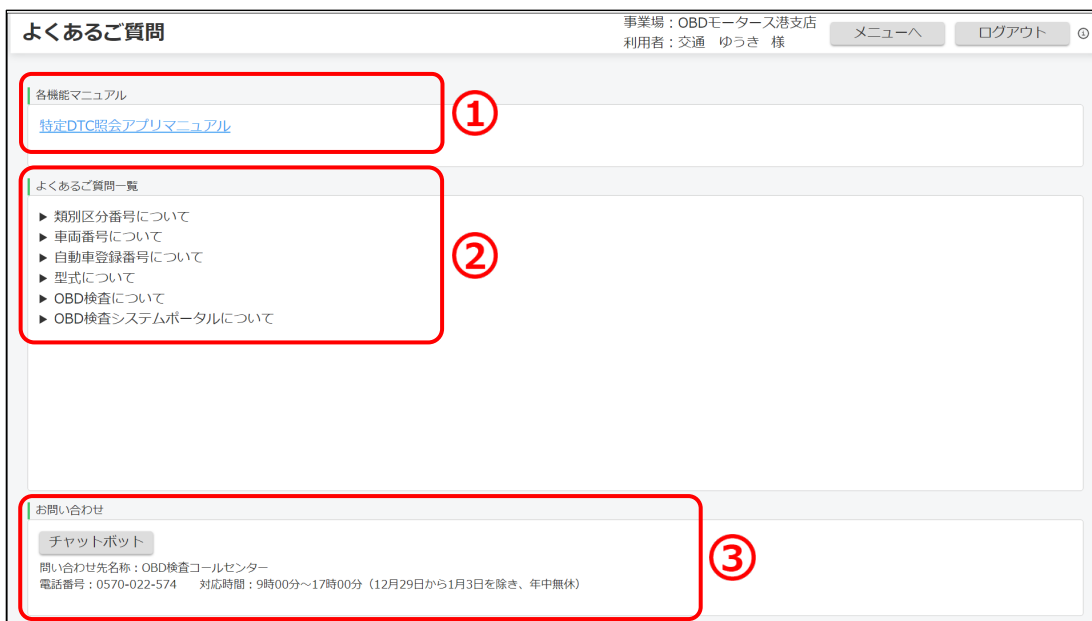 よくあるご質問
事業場：OBDモータース港支店
利用者：交通　ゆうき　様
メニューへ
ログアウト
各機能マニュアル
①
特定DTC照会アプリマニュアル
よくあるご質問一覧
▶ 類別区分番号について
▶ 車両番号について
②
▶ 自動車登録番号について
▶ 型式について
▶ OBD検査について
▶ OBD検査システムポータルについて
お問い合わせ
チャットボット
③
問い合わせ先名称：OBD検査コールセンター
電話番号：0570-022-574　　対応時間：9時00分～17時00分（12月29日から1月3日を除き、年中無休）